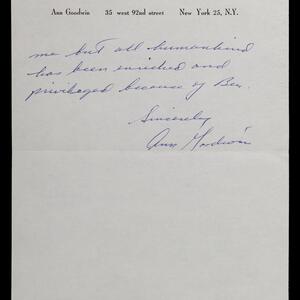 Ann Goodwin 35 west 92nd street New York 25, N.Y.
me but all humankind
has been enriched and
privileged because of Ben.
Sincerely
Ann Goodwin